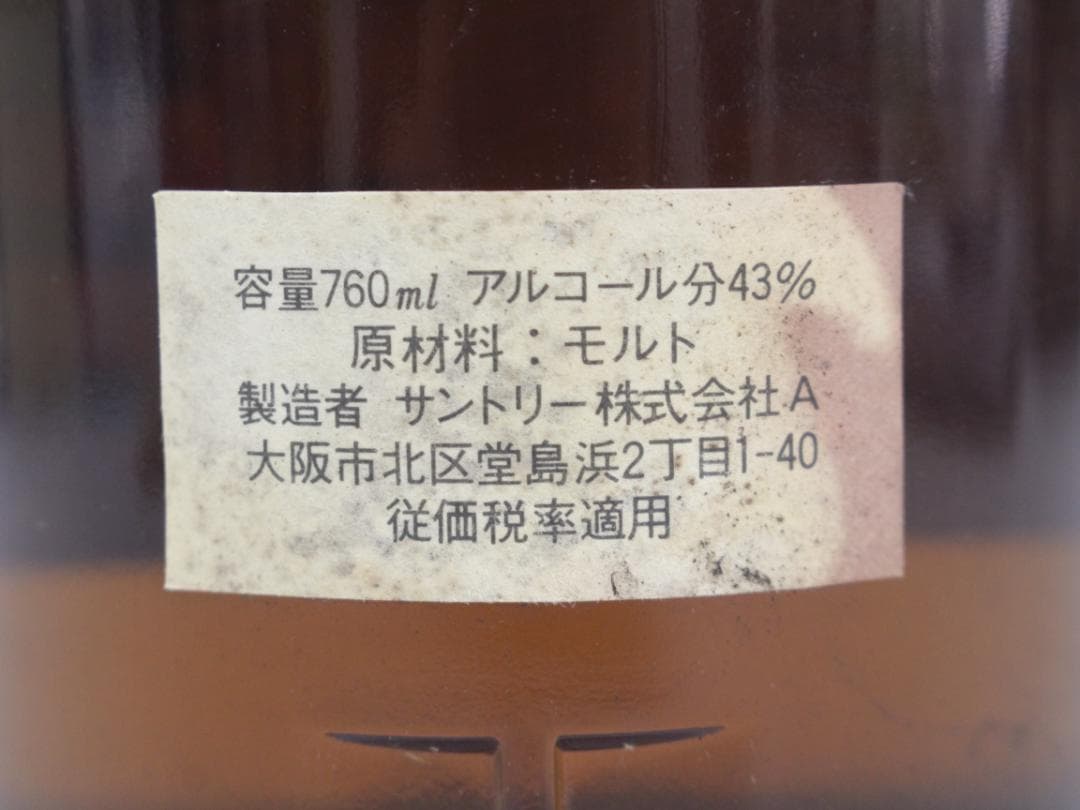 容量760ml アルコール分43%
原材料：モルト
製造者 サントリー株式会社A
大阪市北区堂島浜2丁目1-40
従価税率適用